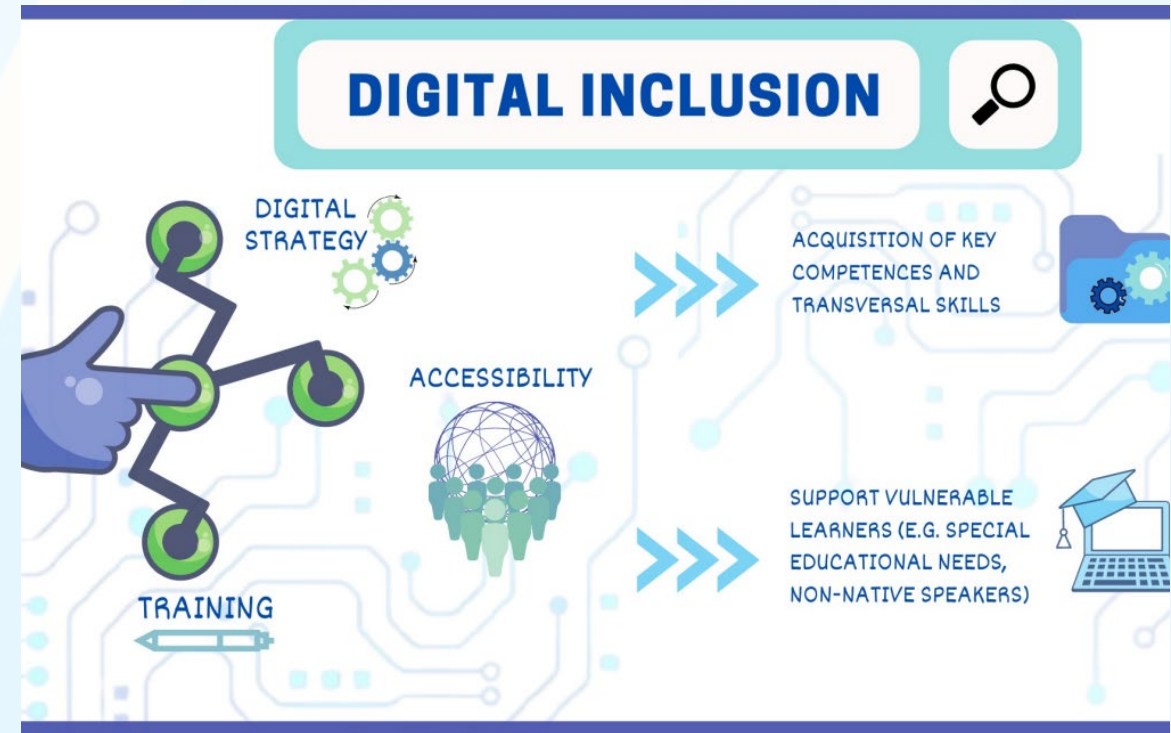 DIGITAL INCLUSION
DIGITAL
STRATEGY
ACCESSIBILITY
TRAINING
ACQUISITION OF KEY
COMPETENCES AND
TRANSVERSAL SKILLS
SUPPORT VULNERABLE
LEARNERS (E.G. SPECIAL
EDUCATIONAL NEEDS,
NON-NATIVE SPEAKERS)